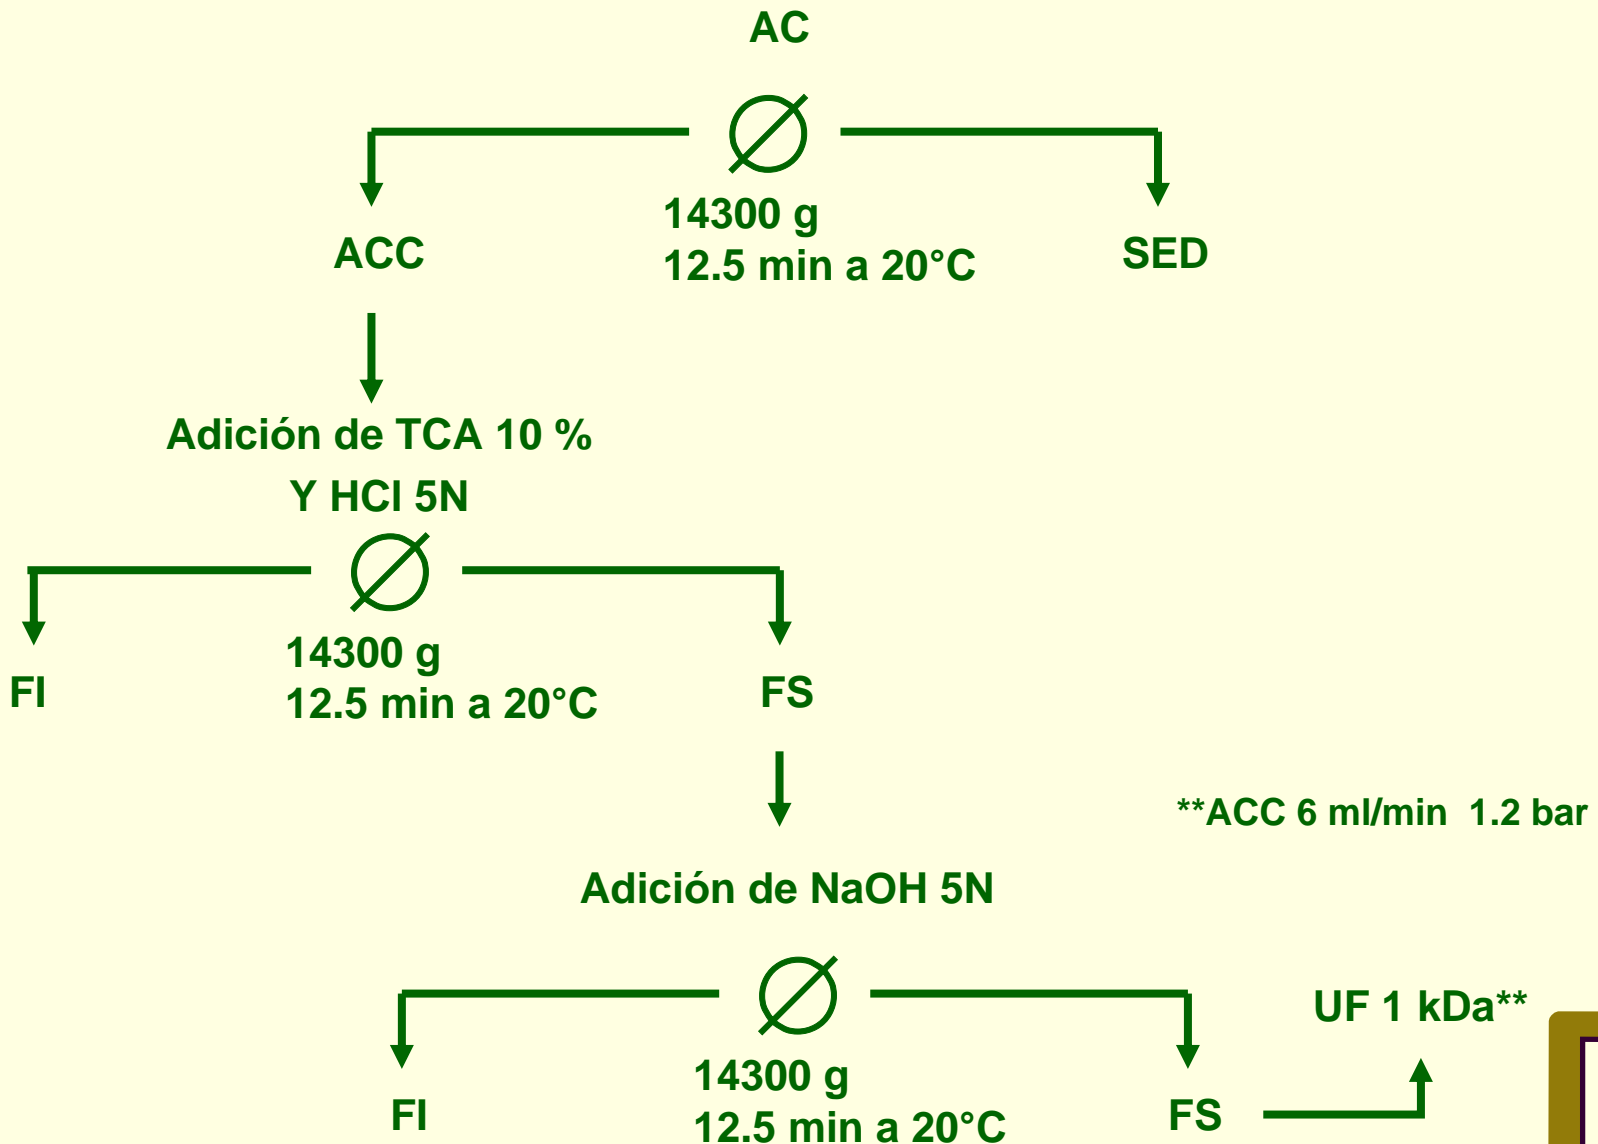 AC
14300 g
12.5 min a 20°C
ACC
SED
Adición de TCA 10 %
Y HCl 5N
14300 g
12.5 min a 20°C
FI
FS
**ACC 6 ml/min 1.2 bar
Adición de NaOH 5N
UF 1 kDa**
14300 g
12.5 min a 20°C
FI
FS